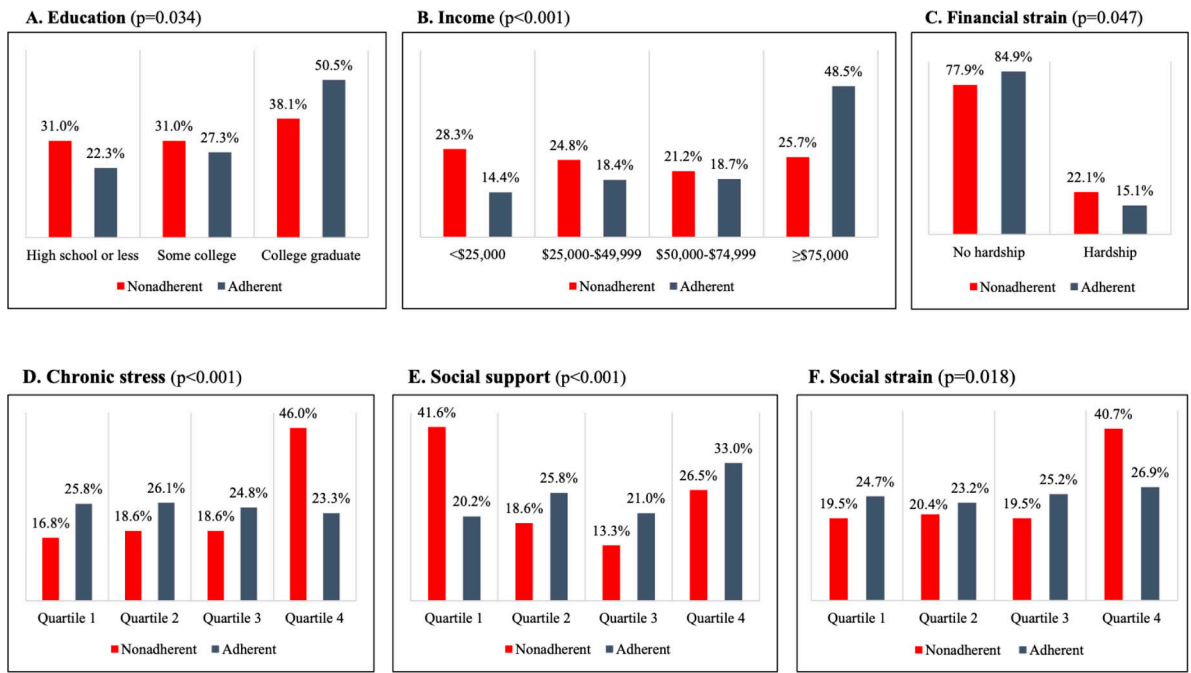 A. Education (p=0.034)
31.0%
22.3%
31.0%
27.3%
38.1%
50.5%
High school or less
Some college
College graduate
Nonadherent
Adherent
B. Income (p<0.001)
28.3%
14.4%
24.8%
18.4%
21.2%
18.7%
25.7%
48.5%
<$25,000
$25,000-$49,999
$50,000-$74,999
≥$75,000
Nonadherent
Adherent
C. Financial strain (p=0.047)
77.9%
84.9%
22.1%
15.1%
No hardship
Hardship
Nonadherent
Adherent
D. Chronic stress (p<0.001)
16.8%
25.8%
18.6%
26.1%
18.6%
24.8%
46.0%
23.3%
Quartile 1
Quartile 2
Quartile 3
Quartile 4
Nonadherent
Adherent
E. Social support (p<0.001)
41.6%
20.2%
18.6%
25.8%
13.3%
21.0%
26.5%
33.0%
Quartile 1
Quartile 2
Quartile 3
Quartile 4
Nonadherent
Adherent
F. Social strain (p=0.018)
19.5%
24.7%
20.4%
23.2%
19.5%
25.2%
40.7%
26.9%
Quartile 1
Quartile 2
Quartile 3
Quartile 4
Nonadherent
Adherent